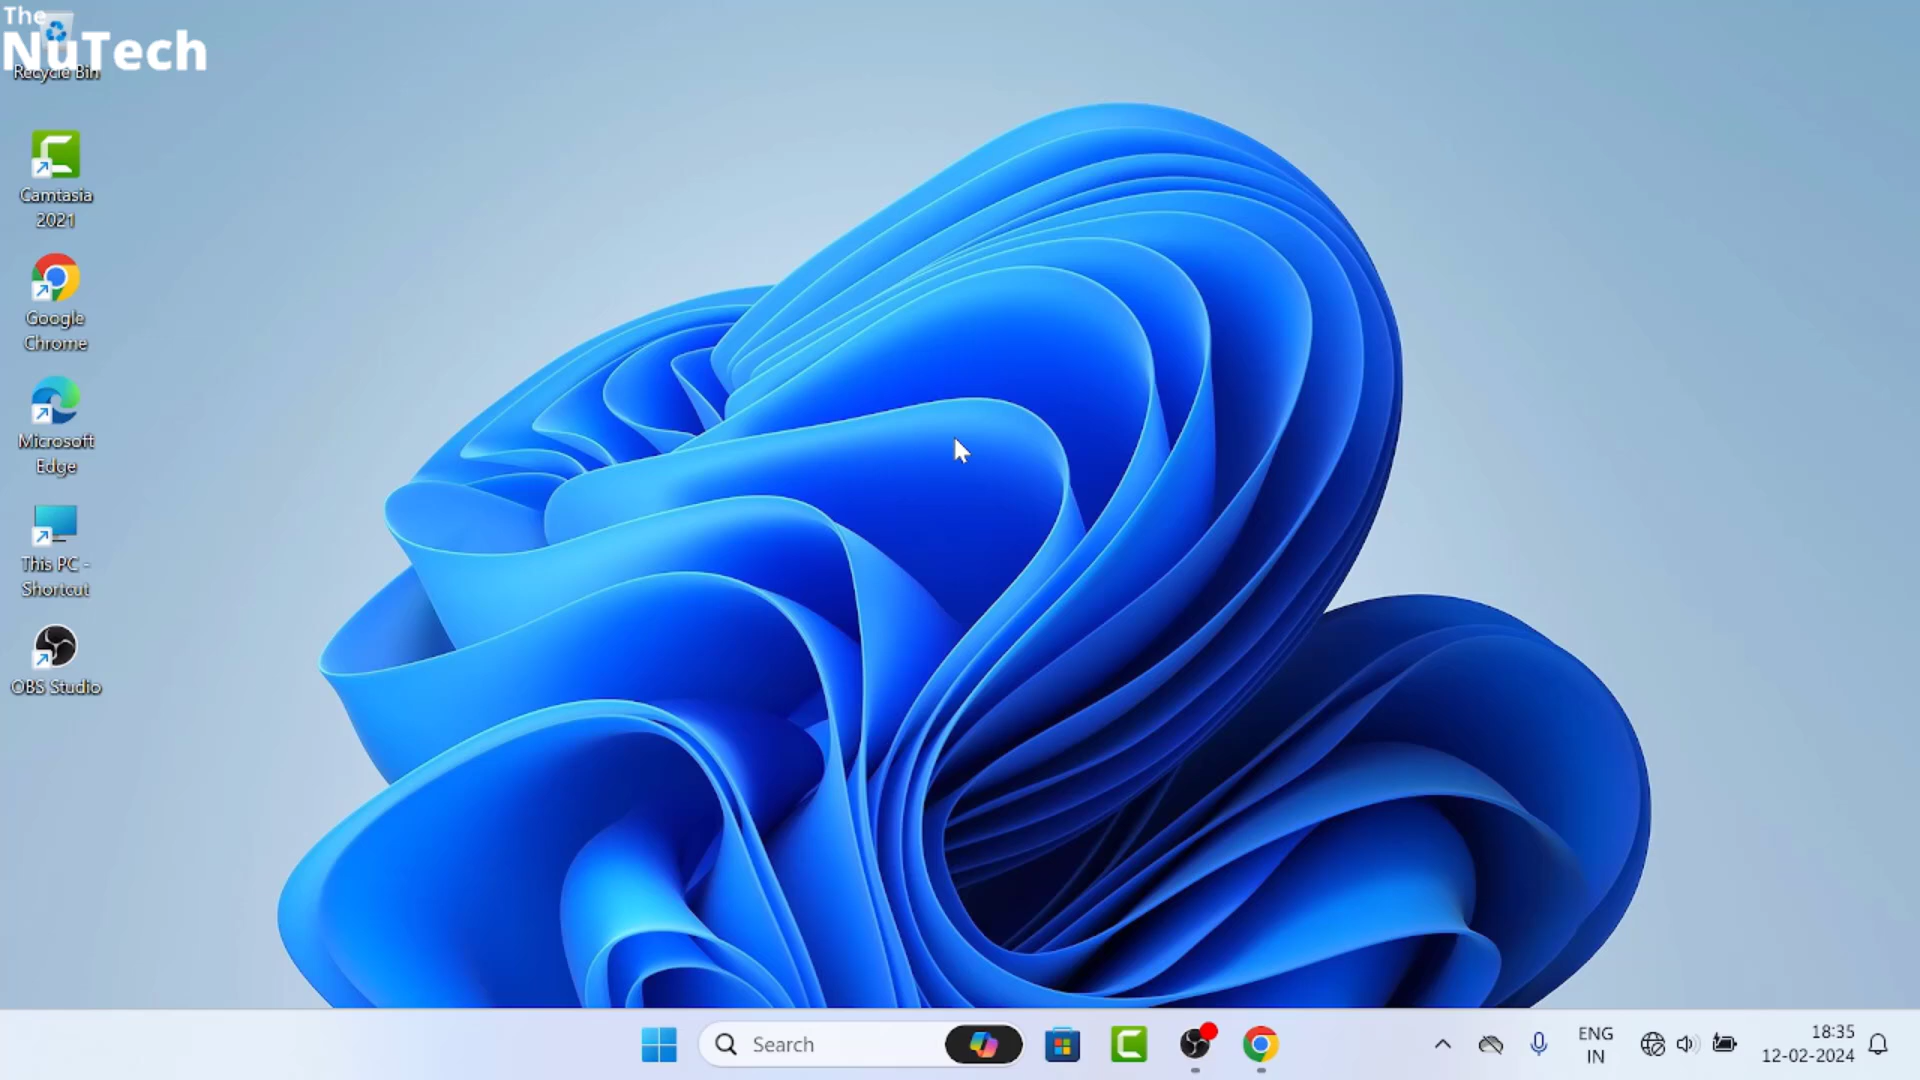 The
NuTech
Recycle Bin
Camtasia
2021
Google
Chrome
Microsoft
Edge
This PC -
Shortcut
OBS Studio
Search
ENG
IN
18:35
12-02-2024